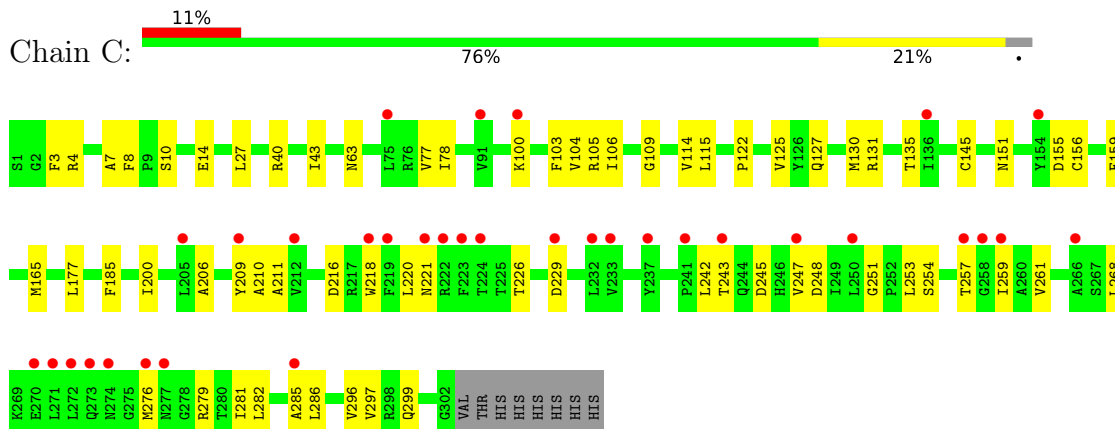 11%
Chain C:
76% 21% •
S1 G2 F3 R4 A7 F8 P9 S10 E14 L27 R40 I43 N63 L75 R76 V77 I78 V91 K100 F103 V104 R105 I106 G109 V114 L115 P122 V125 Y126 Q127 M130 R131 T135 I136 C145 N151 Y154 D155 C156
M165 L177 F185 I200 L205 A206 Y209 A210 A211 V212 D216 R217 W218 F219 L220 N221 R222 F223 T224 T225 T226 D229 L232 V233 Y237 P241 L242 T243 Q244 D245 H246 V247 D248 I249 L250 G251 P252 L253 S254 T257 G258 I259 A260 V261 A266 S267 L268
K269 E270 L271 L272 Q273 N274 G275 M276 N277 G278 R279 T280 I281 L282 A285 L286 V296 V297 R298 Q299 G302 VAL THR HIS HIS HIS HIS HIS HIS